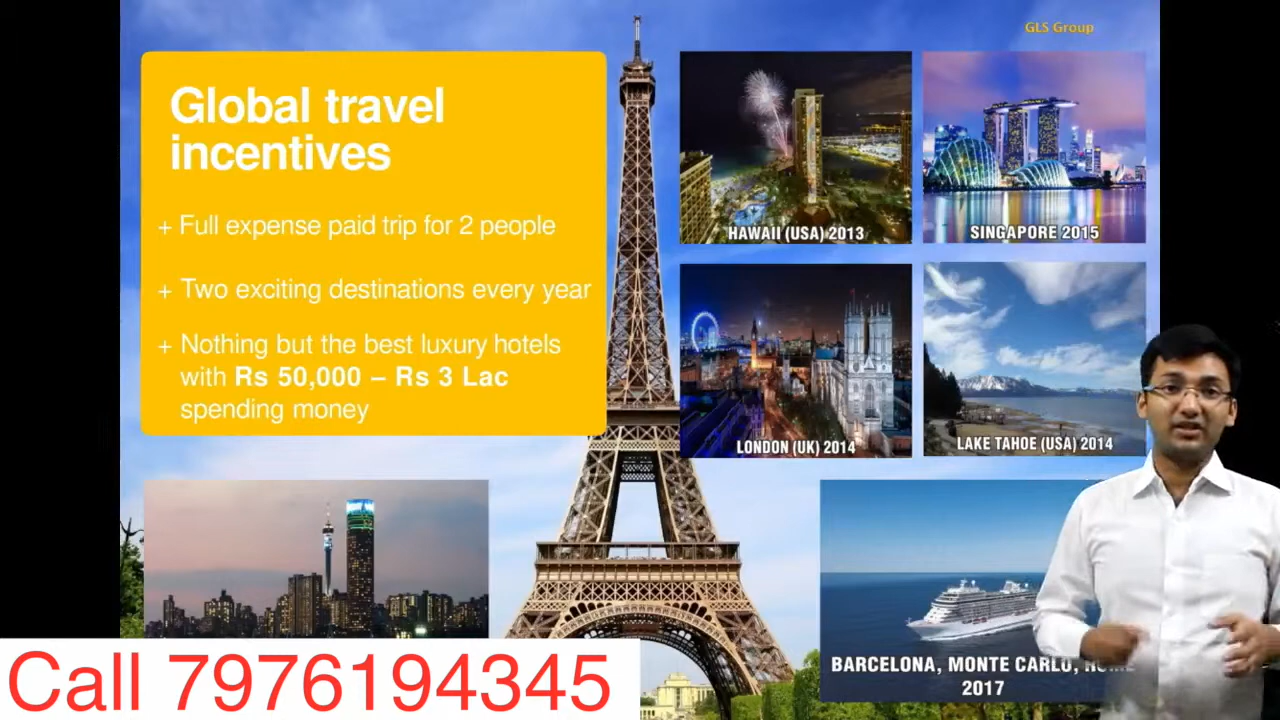 GLS Group
Global travel
incentives
+ Full expense paid trip for 2 people
+ Two exciting destinations every year
+ Nothing but the best luxury hotels
with Rs 50,000 – Rs 3 Lac
spending money
HAWAII (USA) 2013
SINGAPORE 2015
LONDON (UK) 2014
LAKE TAHOE (USA) 2014
BARCELONA, MONTE CARLO,
2017
Call 7976194345